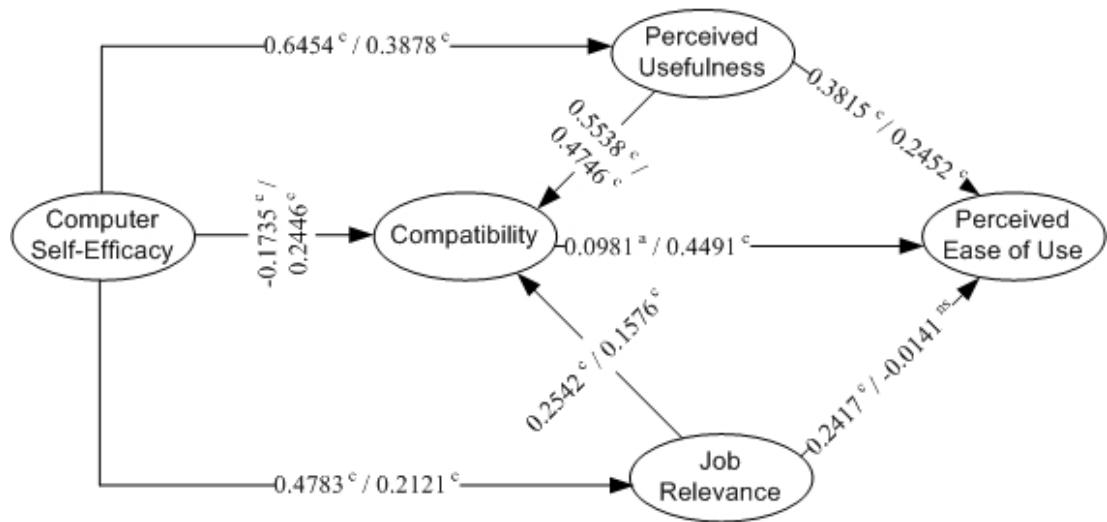 0.6454 c / 0.3878 c
Perceived
Usefulness
0.3815 c / 0.2452 c
0.5538 c /
0.4746 c
Computer
Self-Efficacy
-0.1735 c /
0.2446 c
Compatibility
0.0981 a / 0.4491 c
Perceived
Ease of Use
0.2542 c / 0.1576 c
0.2417 c / -0.0141 ns
0.4783 c / 0.2121 c
Job
Relevance